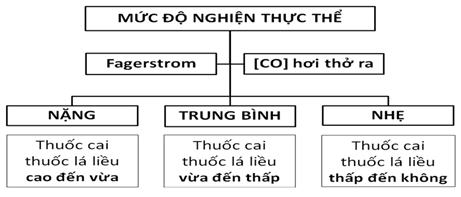 MỨC ĐỘ NGHIỆN THỰC THỂ
Fagerstrom
[CO] hơi thở ra
NẶNG
TRUNG BÌNH
NHẸ
Thuốc cai
thuốc lá liều
cao đến vừa
Thuốc cai
thuốc lá liều
vừa đến thấp
Thuốc cai
thuốc lá liều
thấp đến không